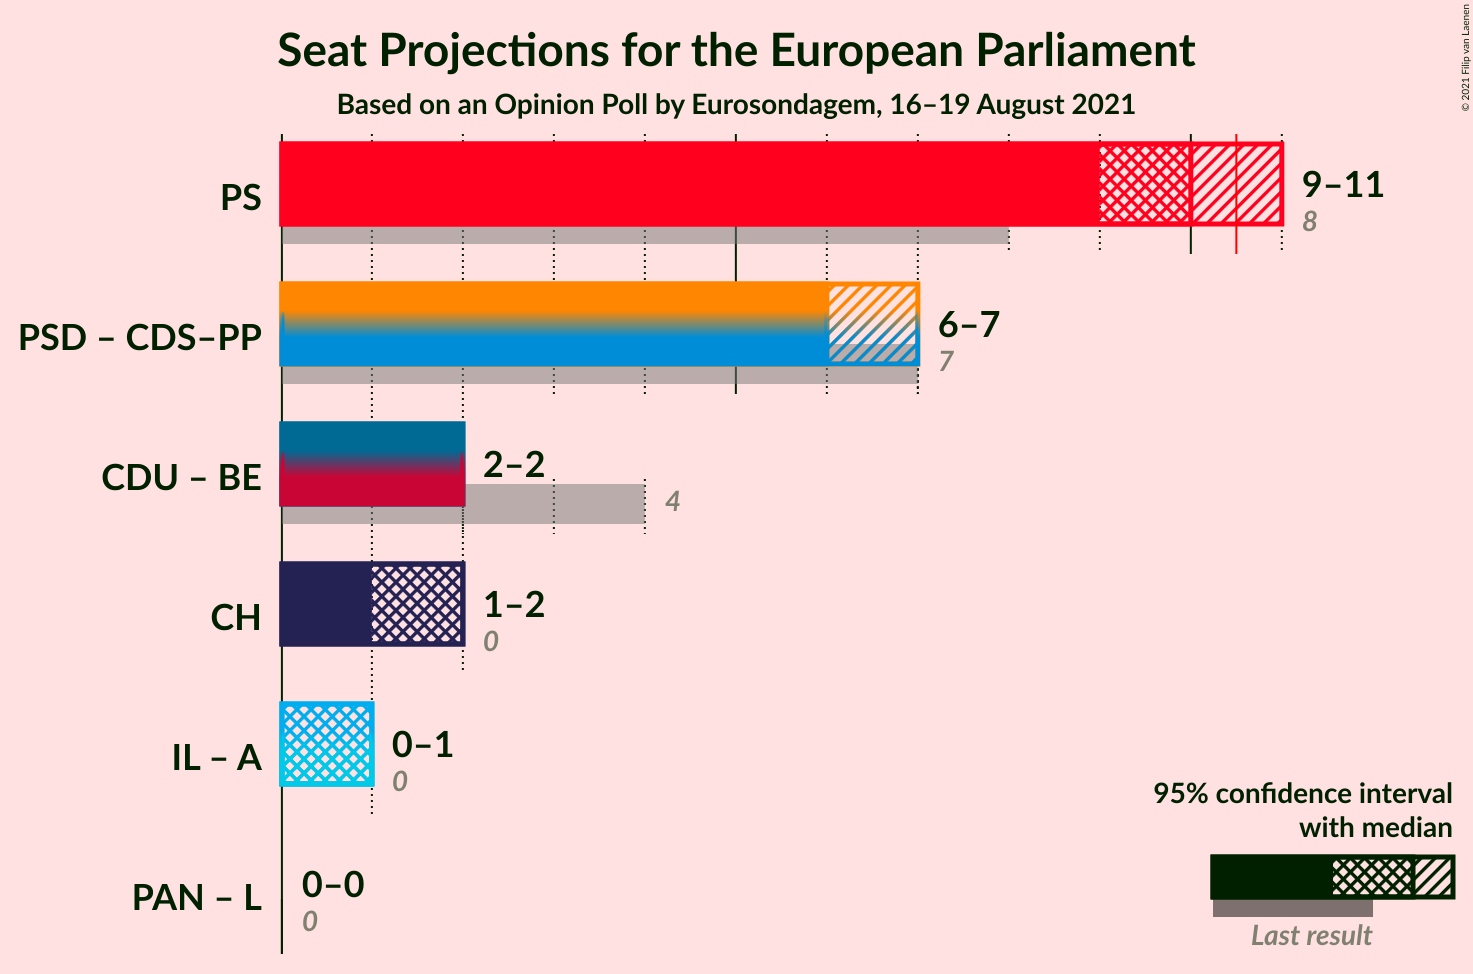 Seat Projections for the European Parliament
Based on an Opinion Poll by Eurosondagem, 16–19 August 2021
© 2021 Filip van Laenen
PS
9–11
8
PSD – CDS–PP
6–7
7
CDU – BE
2–2
4
CH
1–2
0
IL – A
0–1
0
PAN – L
0–0
0
95% confidence interval
with median
Last result